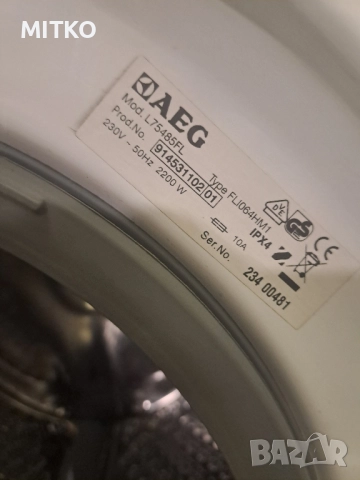 MITKO
AEG
Mod. L75485FL
Type FLI064HM1
Prod.No. 914531102 01
230V ~ 50Hz 2200 W
10A
IPX4
Ser.No. 234 00481
bazar